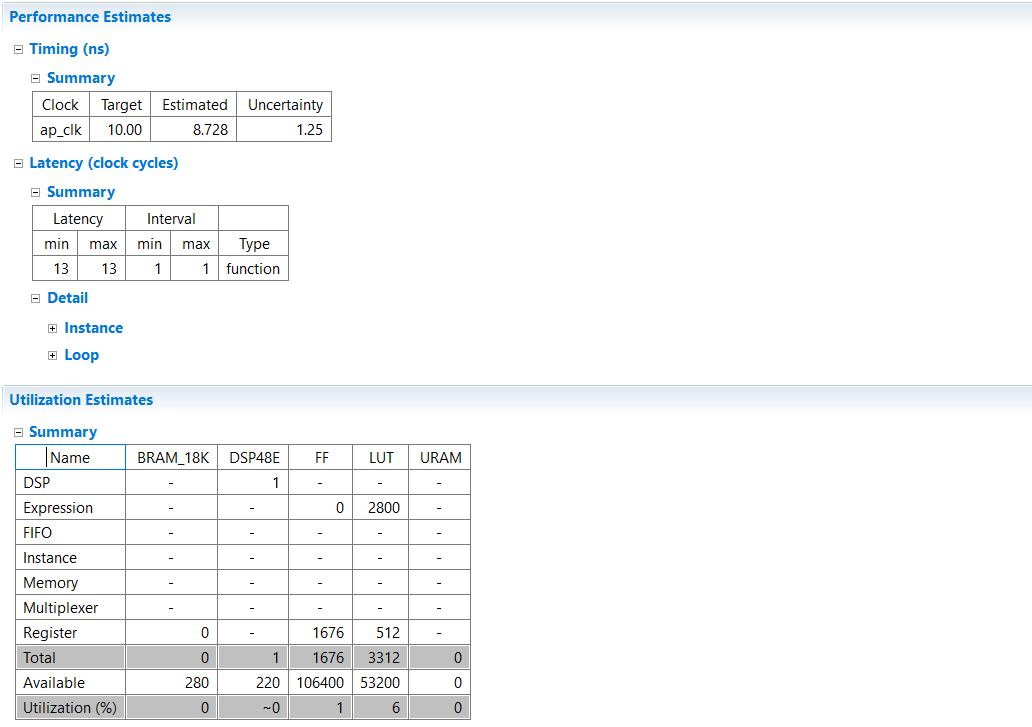 Performance Estimates
Timing (ns)
Summary
Clock Target Estimated Uncertainty
ap_clk 10.00 8.728 1.25
Latency (clock cycles)
Summary
Latency Interval
min max min max Type
13 13 1 1 function
Detail
Instance
Loop
Utilization Estimates
Summary
Name BRAM_18K DSP48E FF LUT URAM
DSP - 1 - - -
Expression - - 0 2800 -
FIFO - - - - -
Instance - - - - -
Memory - - - - -
Multiplexer - - - - -
Register 0 - 1676 512 -
Total 0 1 1676 3312 0
Available 280 220 106400 53200 0
Utilization (%) 0 ~0 1 6 0